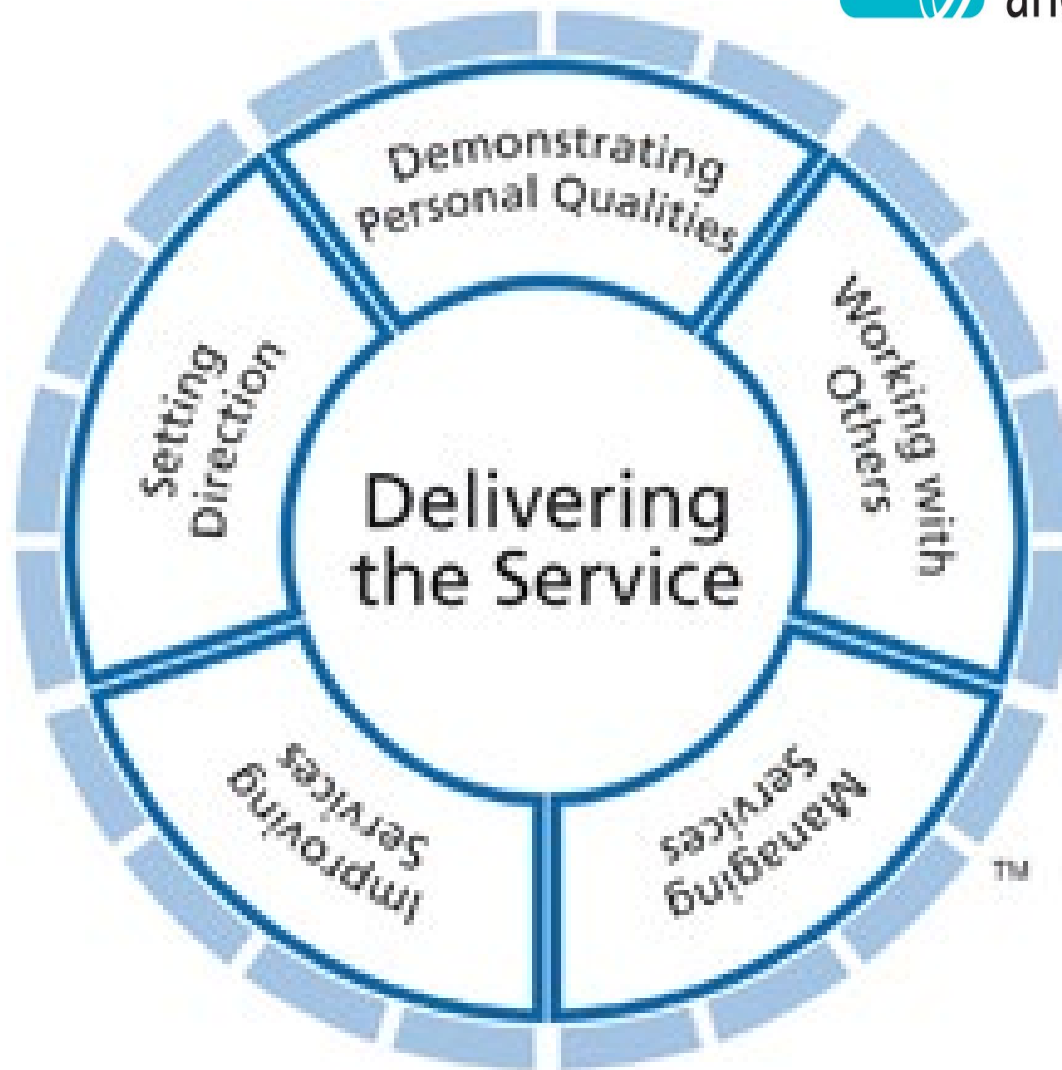 Demonstrating
Personal Qualities
Working with
Others
Managing
Services
Improving
Services
Setting
Direction
Delivering
the Service
TM